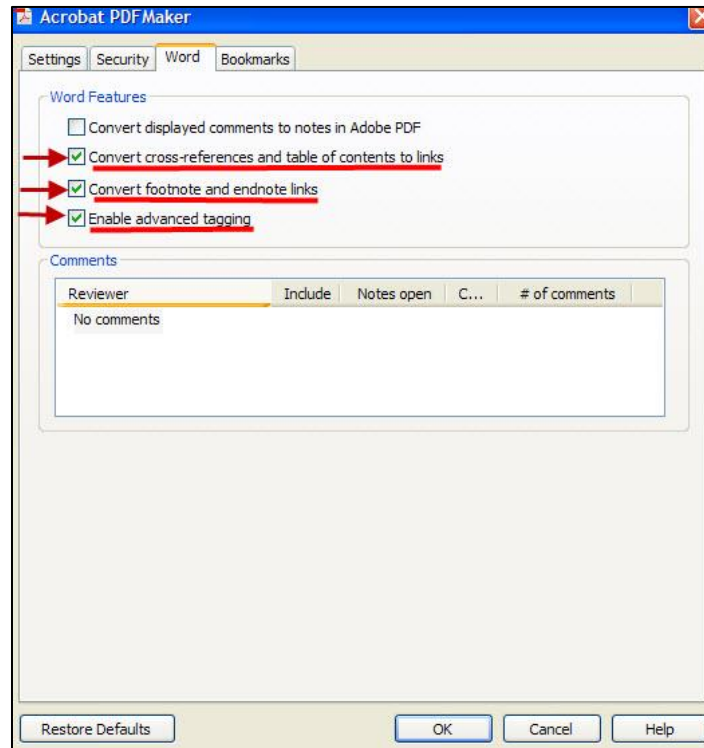 Acrobat PDFMaker
Settings Security Word Bookmarks
Word Features
Convert displayed comments to notes in Adobe PDF
Convert cross-references and table of contents to links
Convert footnote and endnote links
Enable advanced tagging
Comments
Reviewer Include Notes open C... # of comments
No comments
Restore Defaults OK Cancel Help